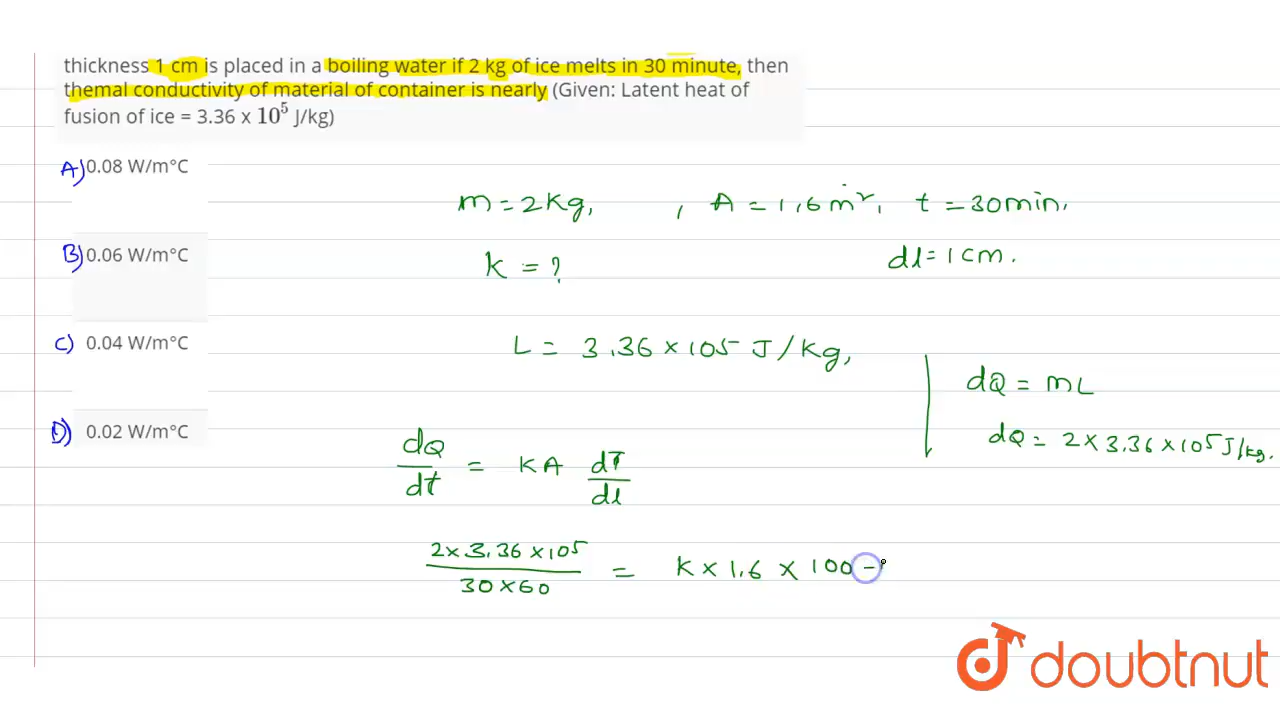 thickness 1 cm is placed in a boiling water if 2 kg of ice melts in 30 minute, then
themal conductivity of material of container is nearly (Given: Latent heat of
fusion of ice = 3.36 x 10⁵ J/kg)
A) 0.08 W/m°C
m = 2Kg, , A = 1.6 m², t = 30min.
B) 0.06 W/m°C
K = ? dl = 1cm.
C) 0.04 W/m°C
L = 3.36 × 105 J/Kg,
dQ = mL
D) 0.02 W/m°C
dQ = 2 × 3.36 × 105 J/kg.
dQ/dt = KA dT/dl
2 × 3.36 × 105 / 30 × 60 = K × 1.6 × 100 -
doubtnut